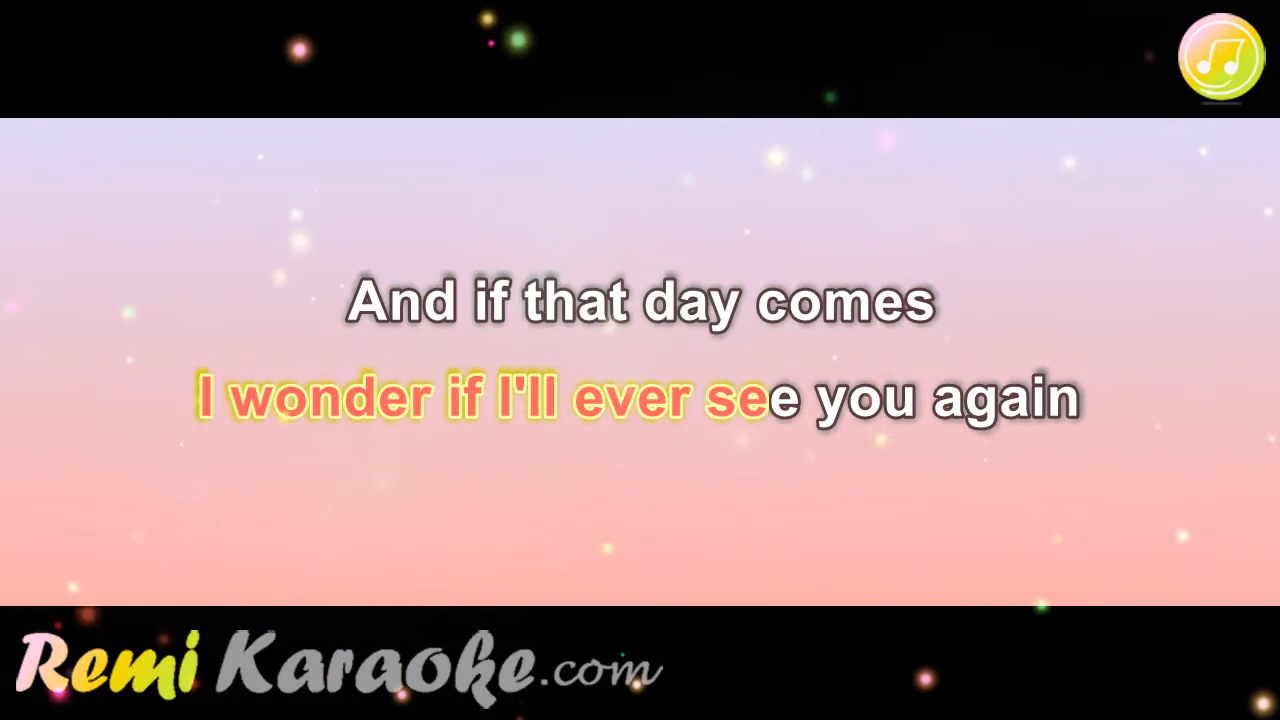 And if that day comes
I wonder if I'll ever see you again
Remi Karaoke.com